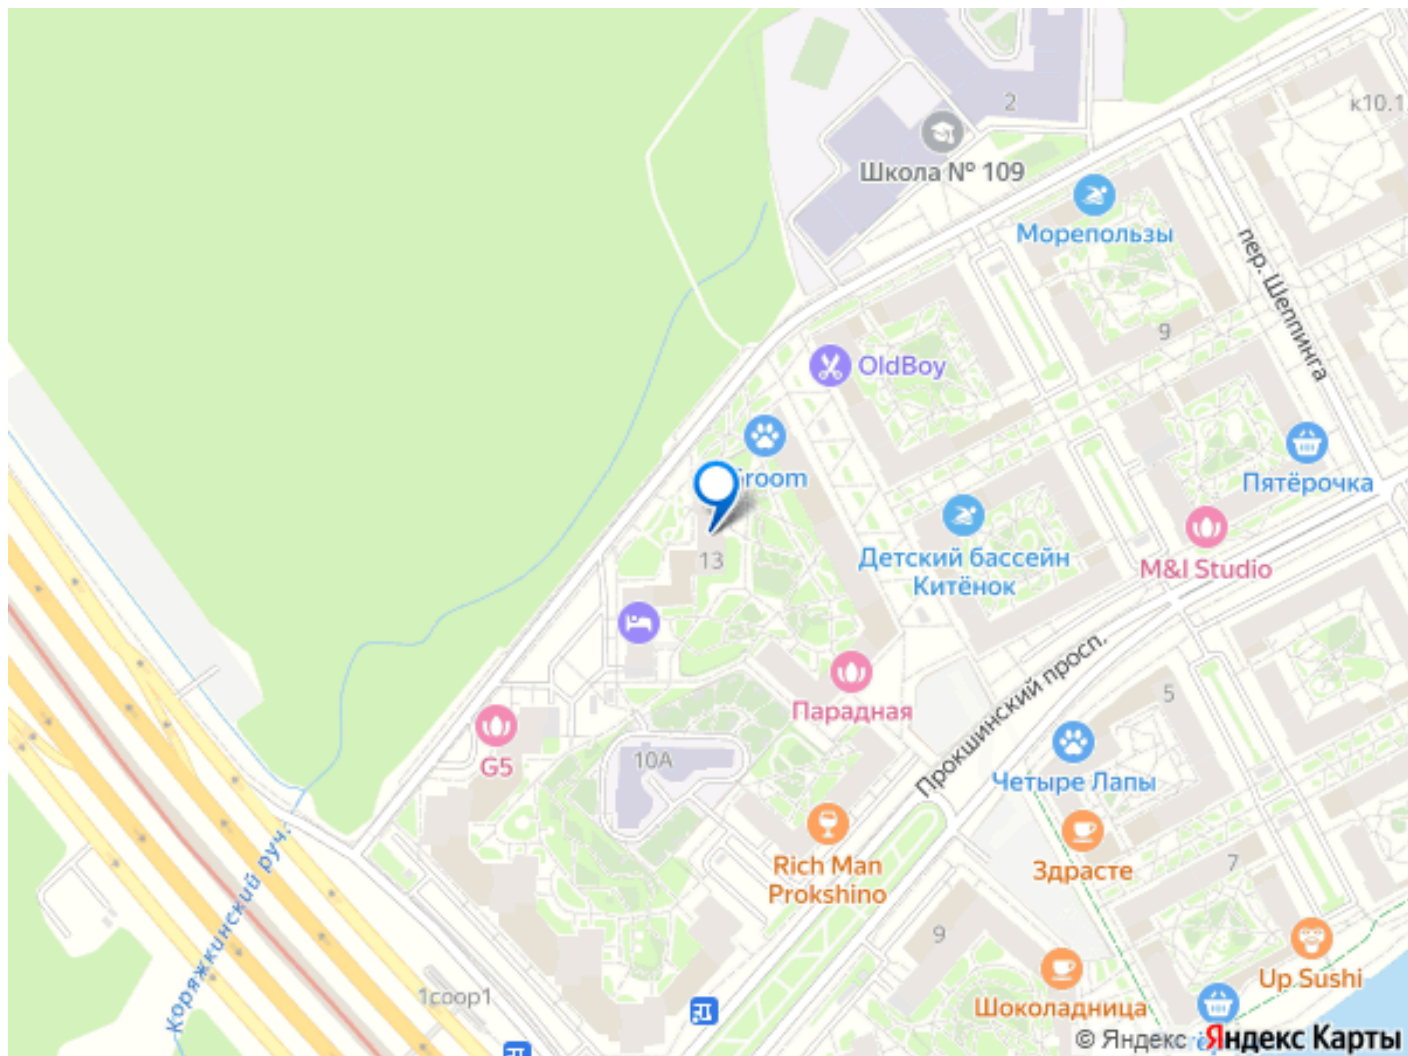 2
к10.1
Школа № 109
Морепользы
пер. Шеппинга
9
OldBoy
room
Пятёрочка
13
Детский бассейн
Китёнок
M&I Studio
Прокшинский просп.
5
Парадная
G5
10А
Четыре Лапы
Rich Man
Prokshino
Здрасте
7
Коряжкинский руч.
9
Up Sushi
1соор1
Шоколадница
© Яндекс Яндекс Карты